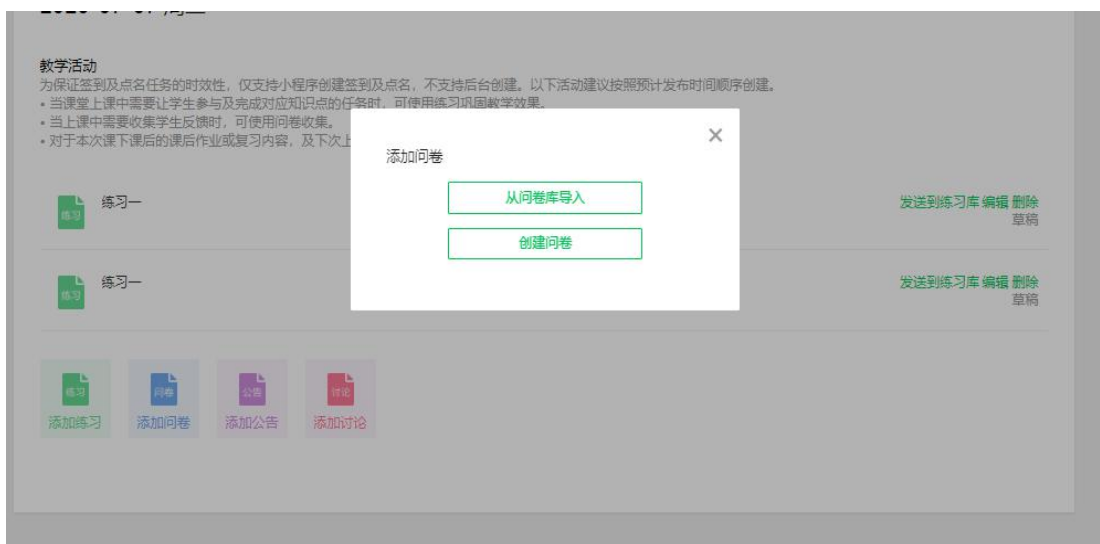 教学活动
为保证签到及点名任务的时效性，仅支持小程序创建签到及点名，不支持后台创建。以下活动建议按照预计发布时间顺序创建。
• 当课堂上课中需要让学生参与及完成对应知识点的任务时，可使用练习巩固教学效果。
• 当上课中需要收集学生反馈时，可使用问卷收集。
• 对于本次课下课后的课后作业或复习内容，及下次上
添加问卷
从问卷库导入
创建问卷
练习
练习一
发送到练习库 编辑 删除
草稿
练习
练习一
发送到练习库 编辑 删除
草稿
练习 问卷 公告 讨论
添加练习 添加问卷 添加公告 添加讨论